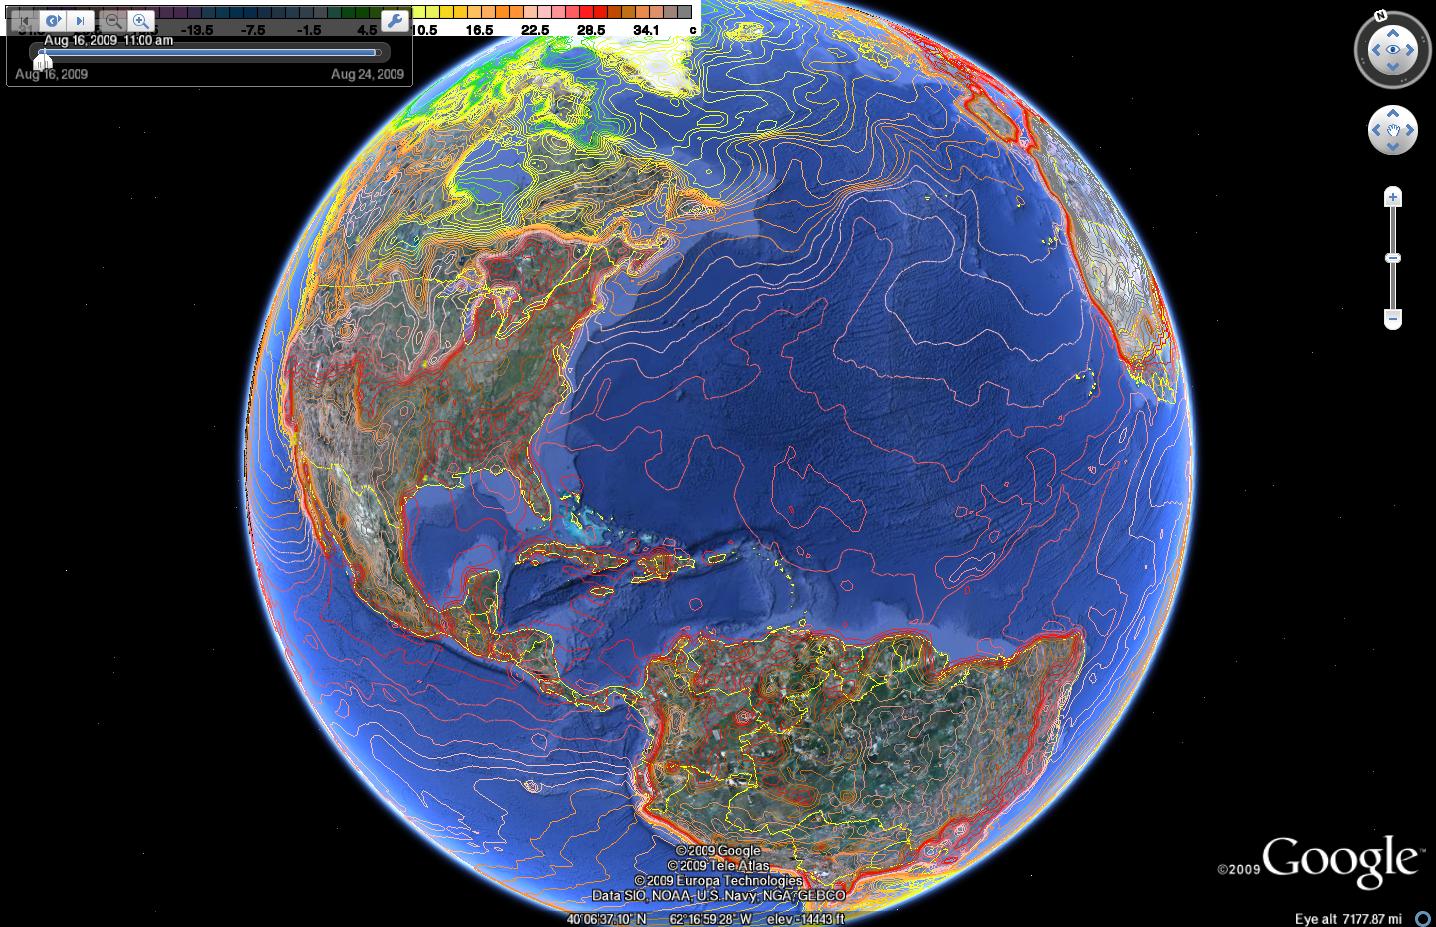 -13.5 -7.5 -1.5 4.5 10.5 16.5 22.5 28.5 34.1 c
Aug 16, 2009 11:00 am
Aug 16, 2009 Aug 24, 2009
N
©2009 Google
©2009 Tele Atlas
©2009 Europa Technologies
Data SIO, NOAA, U.S. Navy, NGA, GEBCO
©2009 Google™
40°06'37.10" N 62°16'59.28" W elev -14443 ft
Eye alt 7177.87 mi